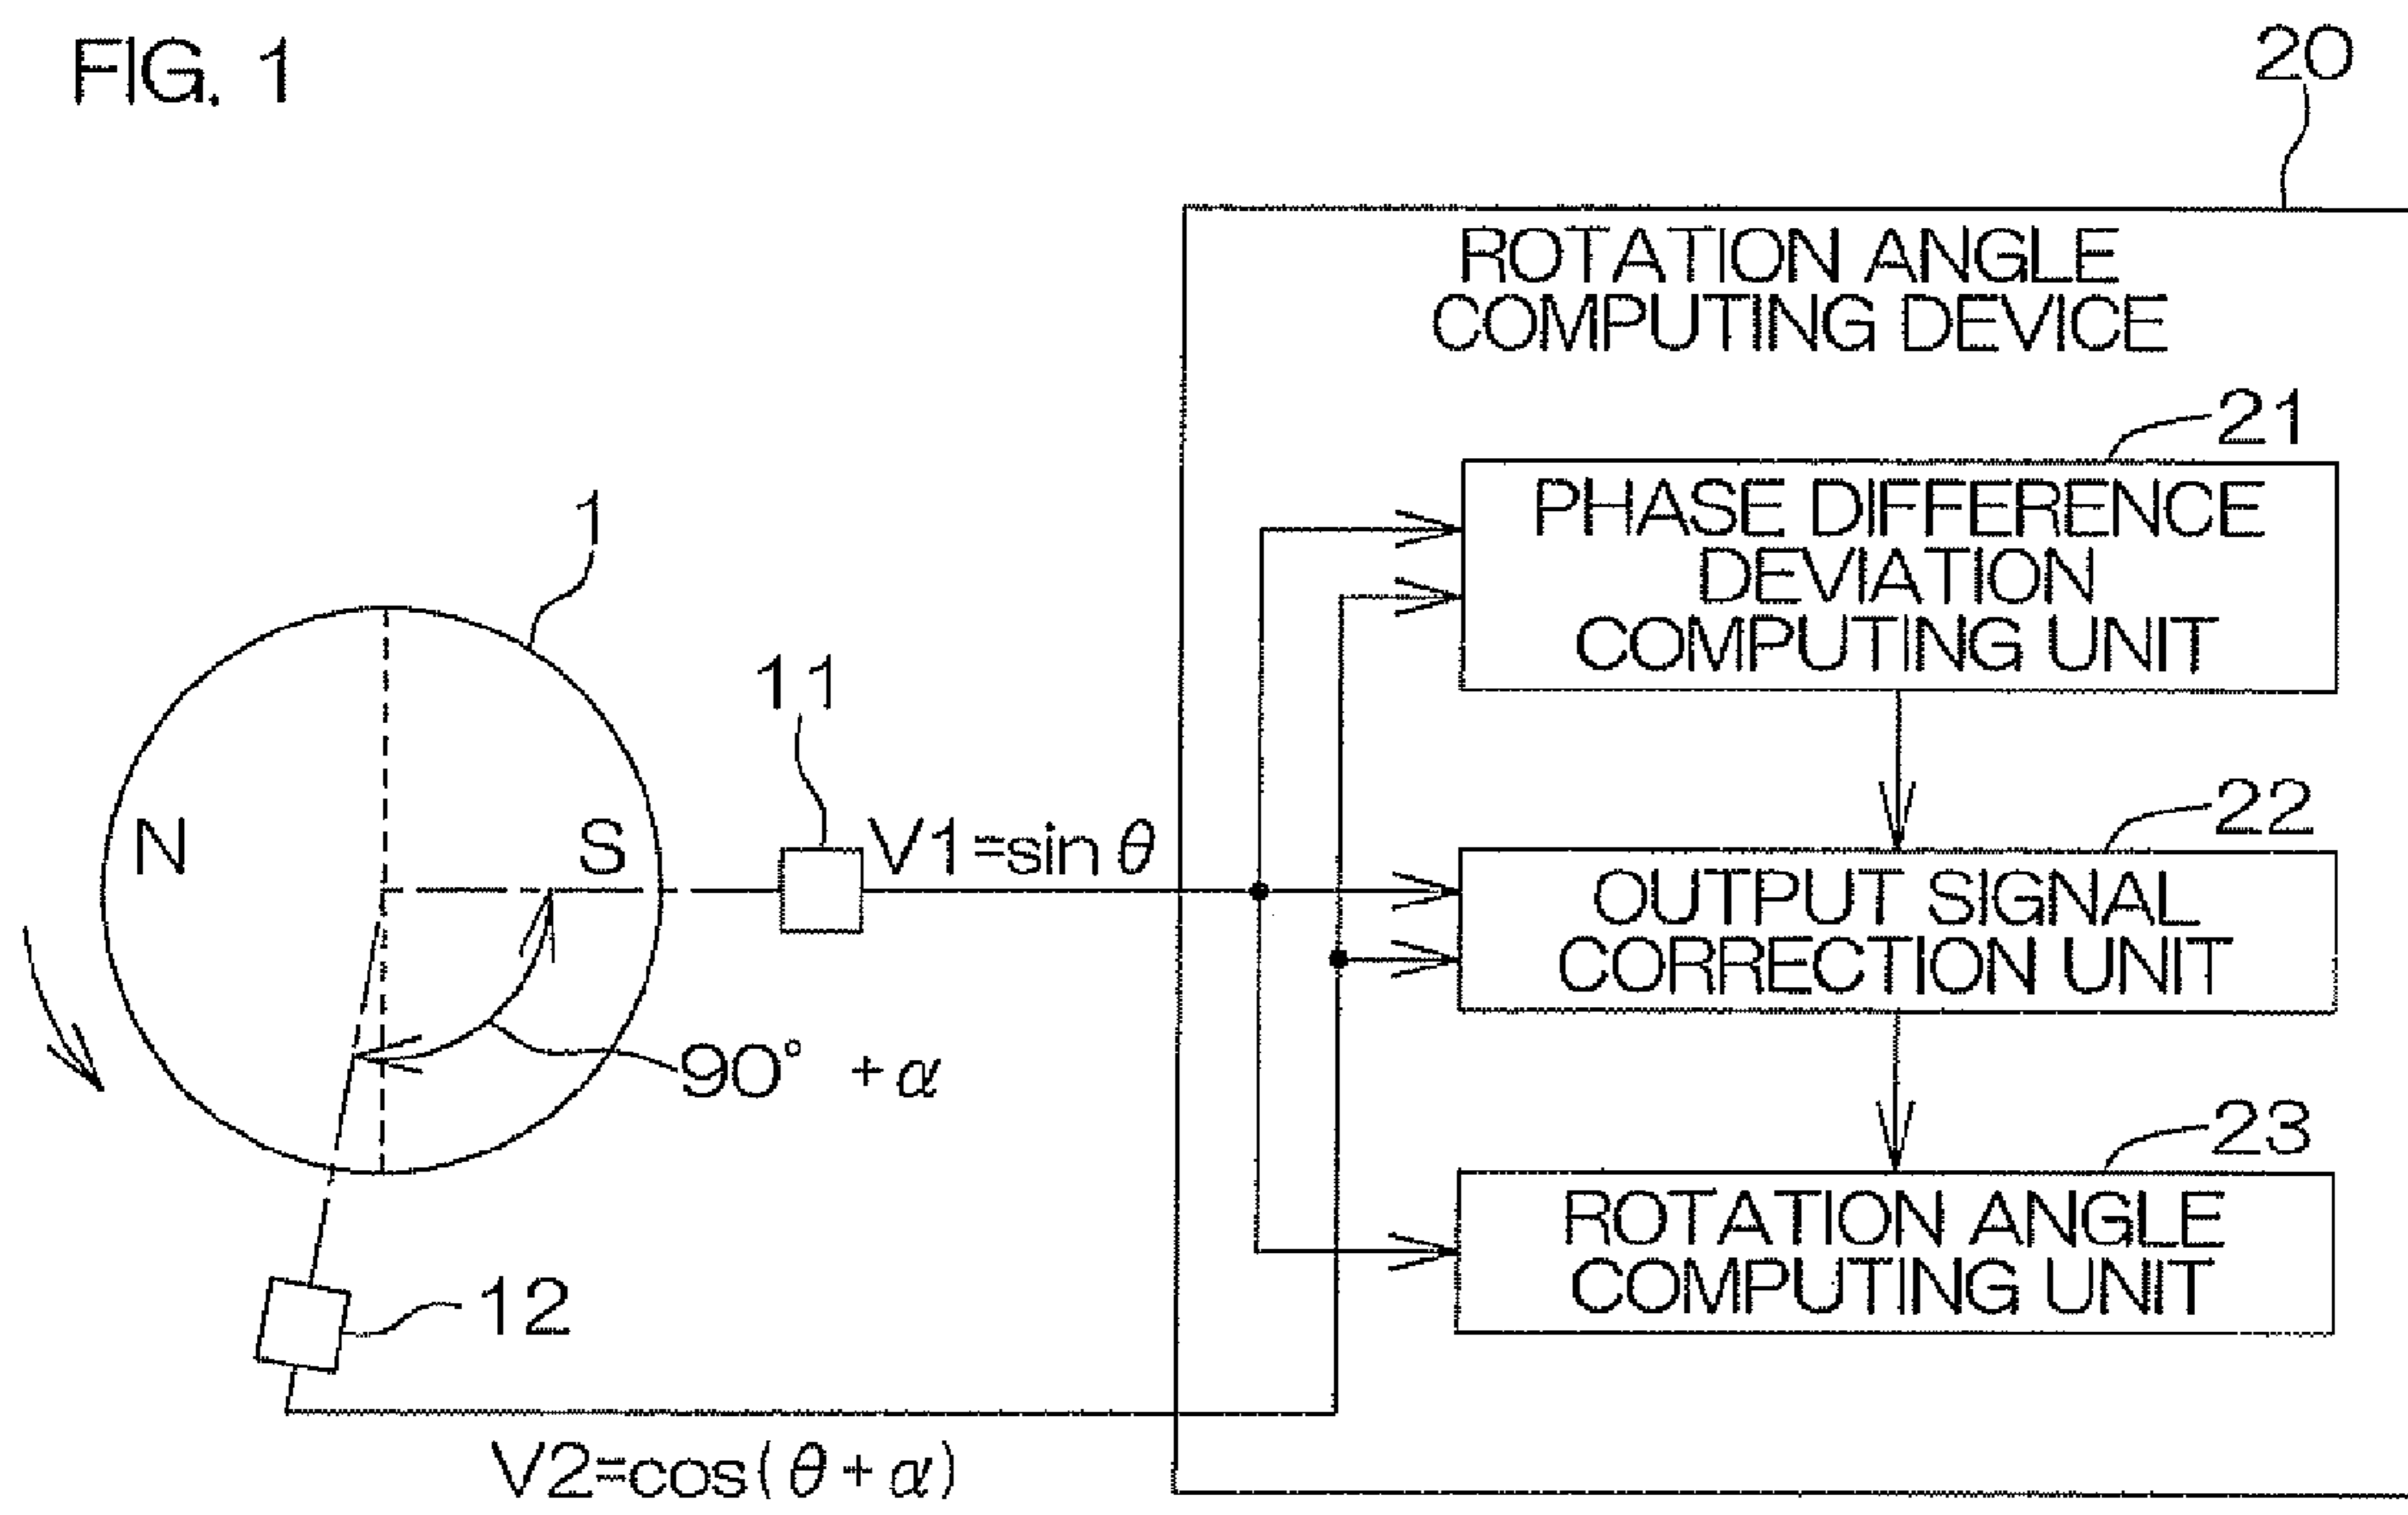 FIG. 1
20
ROTATION ANGLE
COMPUTING DEVICE
21
PHASE DIFFERENCE
DEVIATION
COMPUTING UNIT
1
11
22
N
S
V1=sin θ
OUTPUT SIGNAL
CORRECTION UNIT
90° +α
23
ROTATION ANGLE
COMPUTING UNIT
12
V2=cos(θ+α)